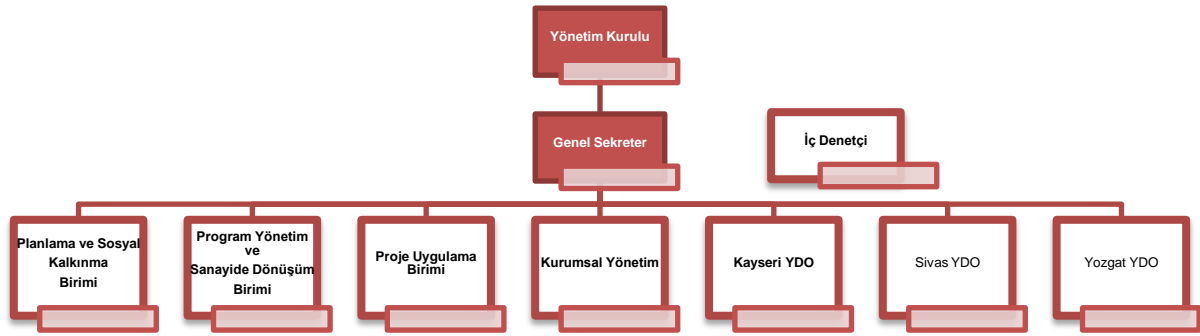 Yönetim Kurulu
Genel Sekreter
İç Denetçi
Planlama ve Sosyal
Kalkınma
Birimi
Program Yönetim
ve
Sanayide Dönüşüm
Birimi
Proje Uygulama
Birimi
Kurumsal Yönetim
Kayseri YDO
Sivas YDO
Yozgat YDO